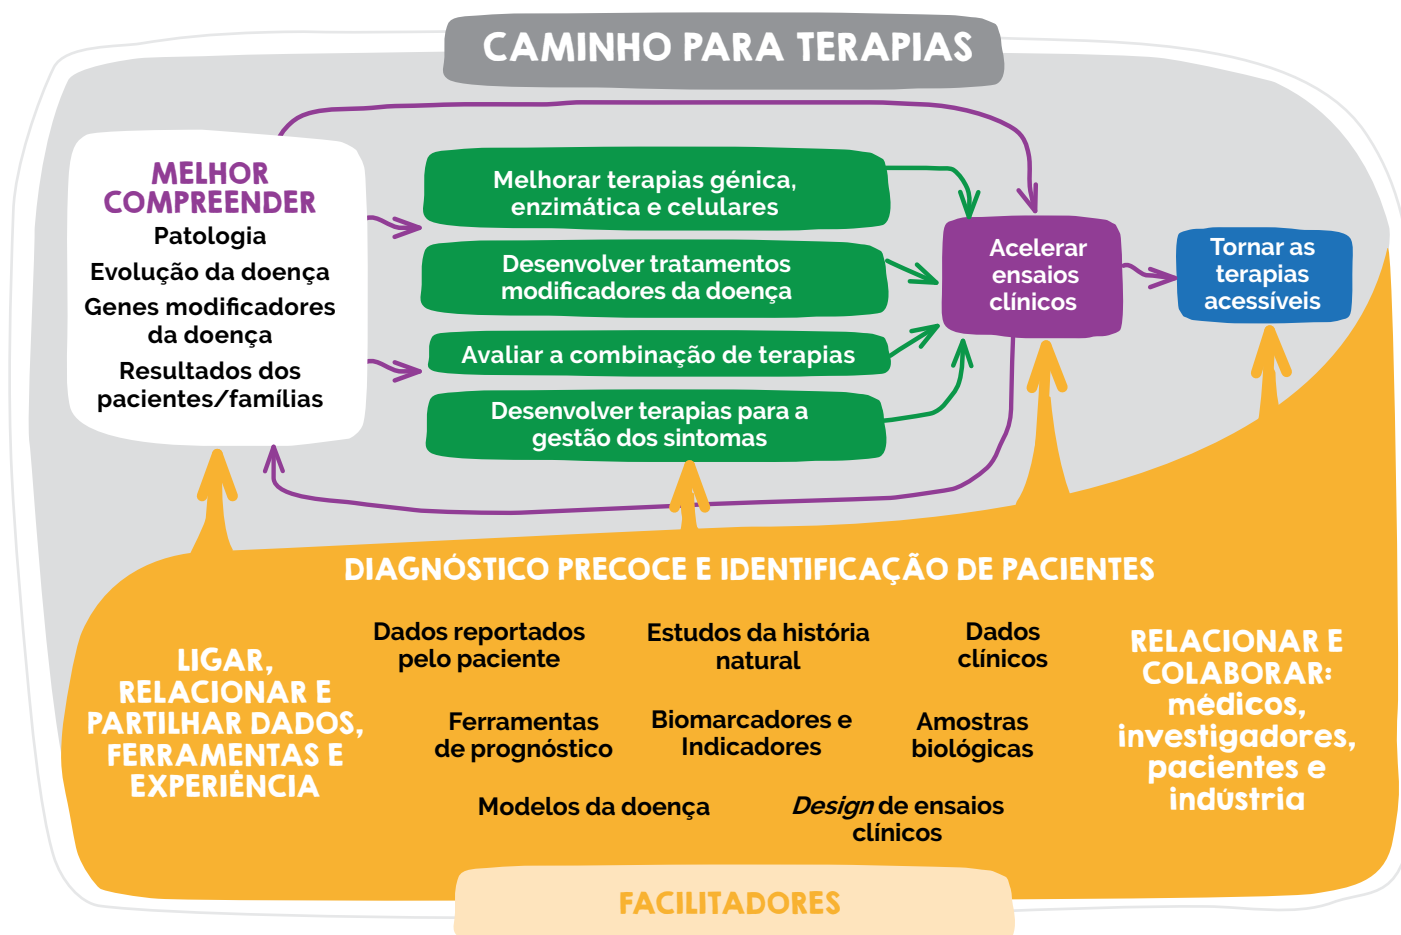 CAMINHO PARA TERAPIAS
MELHOR
COMPREENDER
Patologia
Evolução da doença
Genes modificadores
da doença
Resultados dos
pacientes/famílias
Melhorar terapias génica,
enzimática e celulares
Desenvolver tratamentos
modificadores da doença
Avaliar a combinação de terapias
Desenvolver terapias para a
gestão dos sintomas
Acelerar
ensaios
clínicos
Tornar as
terapias
acessíveis
DIAGNÓSTICO PRECOCE E IDENTIFICAÇÃO DE PACIENTES
LIGAR,
RELACIONAR E
PARTILHAR DADOS,
FERRAMENTAS E
EXPERIÊNCIA
Dados reportados
pelo paciente
Estudos da história
natural
Dados
clínicos
Ferramentas
de prognóstico
Biomarcadores e
Indicadores
Amostras
biológicas
Modelos da doença
Design de ensaios
clínicos
RELACIONAR E
COLABORAR:
médicos,
investigadores,
pacientes e
indústria
FACILITADORES